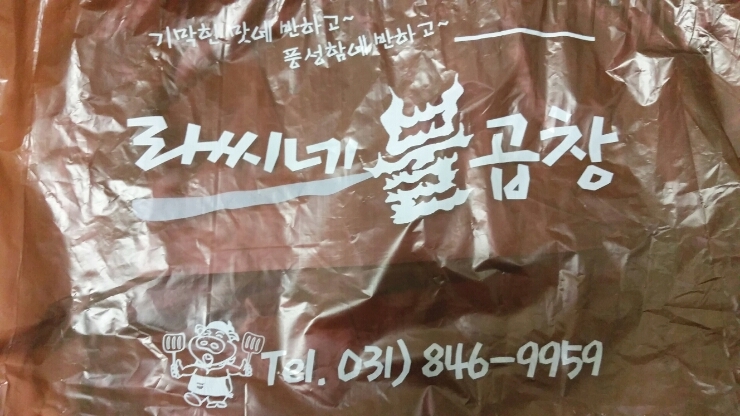 기막힌 맛에 반하고~
풍성함에 반하고~
라씨네 불곱창
Tel. 031) 846-9959